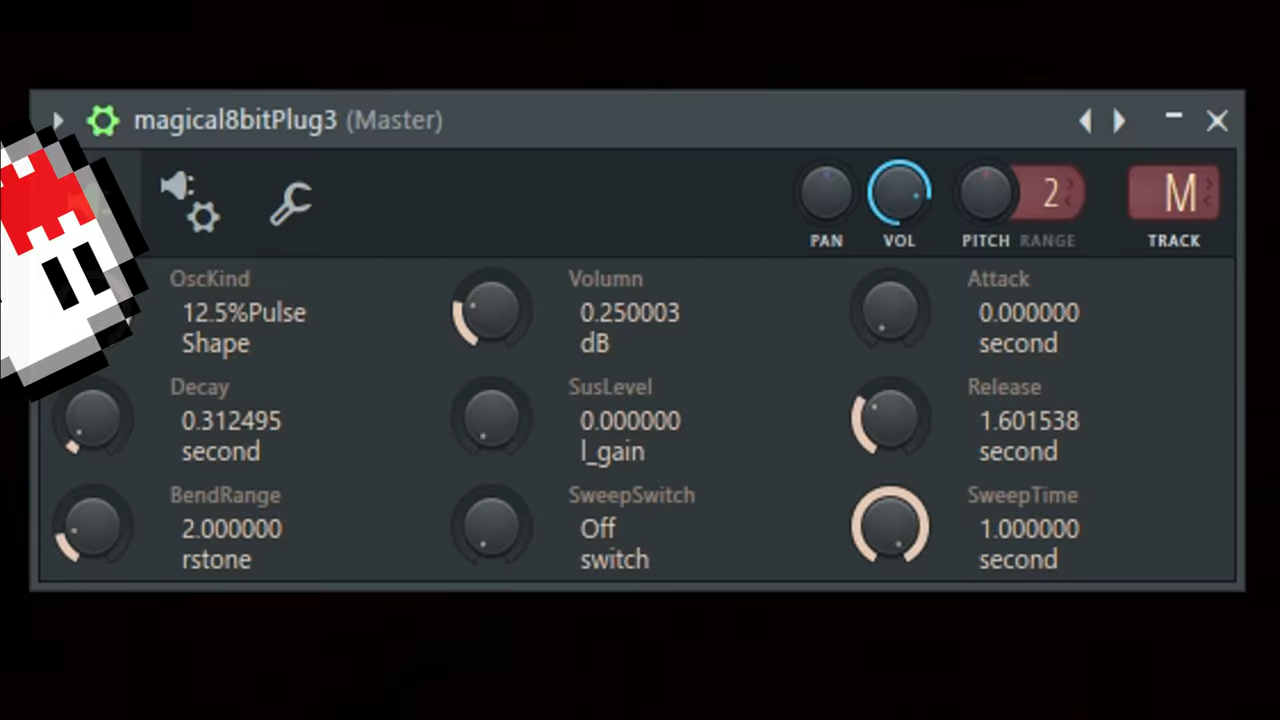 magical8bitPlug3 (Master)
2
M
PAN
VOL
PITCH RANGE
TRACK
OscKind
12.5%Pulse
Shape
Volumn
0.250003
dB
Attack
0.000000
second
Decay
0.312495
second
SusLevel
0.000000
l_gain
Release
1.601538
second
BendRange
2.000000
rstone
SweepSwitch
Off
switch
SweepTime
1.000000
second